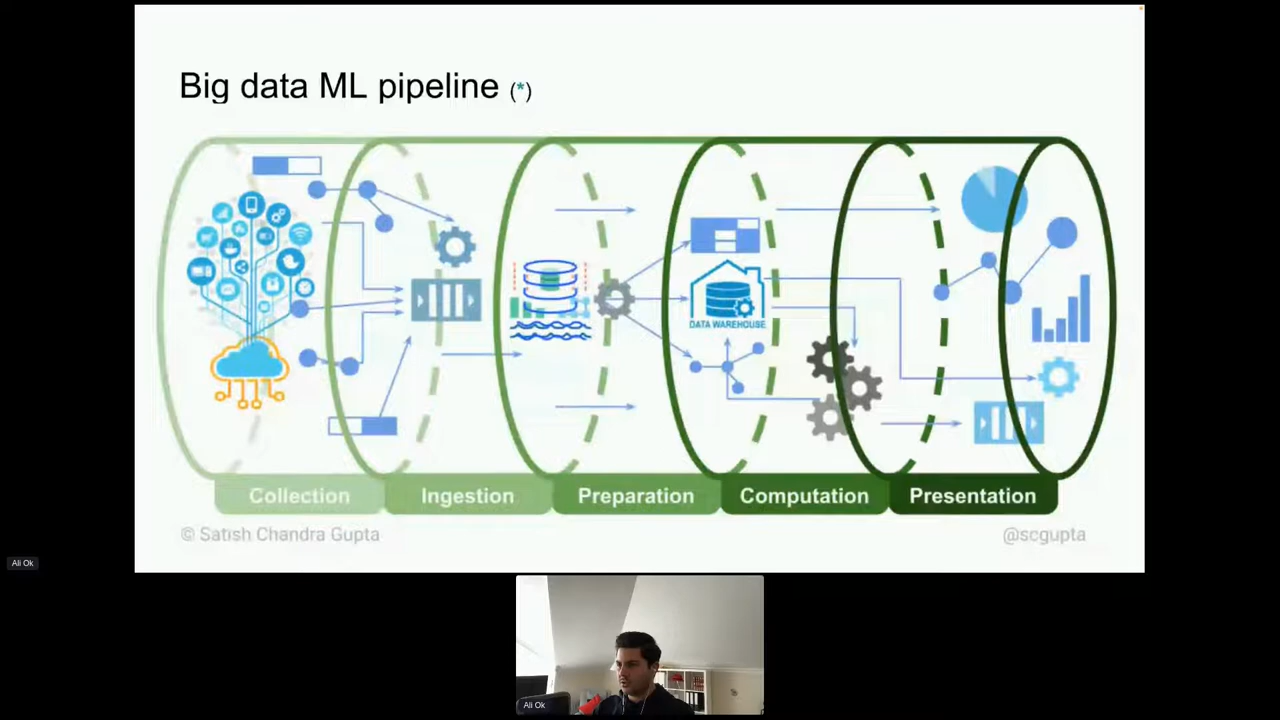 Big data ML pipeline (*)
DATA WAREHOUSE
Collection
Ingestion
Preparation
Computation
Presentation
© Satish Chandra Gupta
@scgupta
Ali Ok
Ali Ok